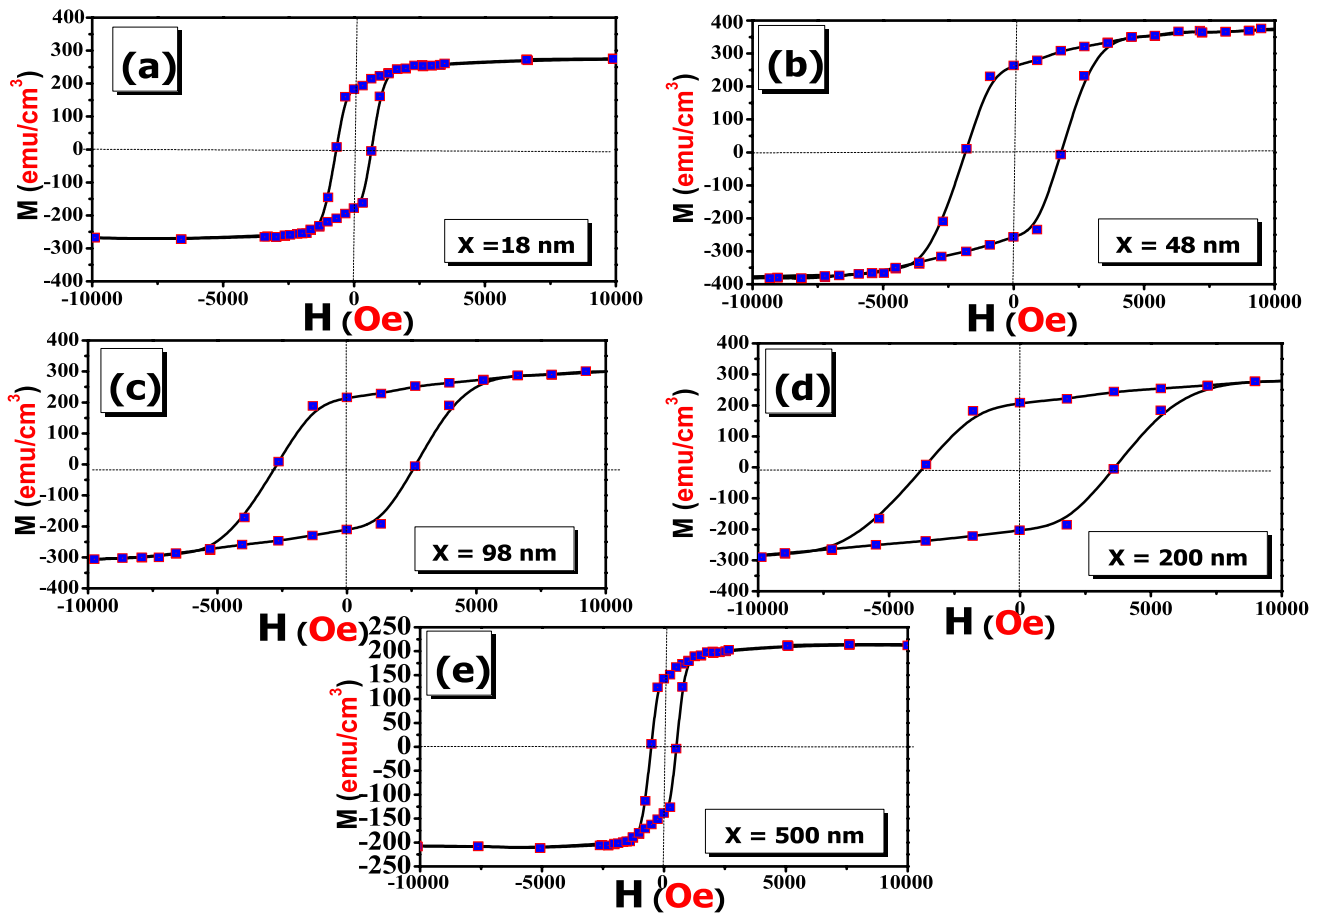 400
300
200
100
0
-100
-200
-300
-400
M (emu/cm³)
(a)
X =18 nm
-10000 -5000 0 5000 10000
H (Oe)
400
300
200
100
0
-100
-200
-300
-400
M (emu/cm³)
(b)
X = 48 nm
-10000 -5000 0 5000 10000
H (Oe)
400
300
200
100
0
-100
-200
-300
-400
M (emu/cm³)
(c)
X = 98 nm
-10000 -5000 0 5000 10000
H (Oe)
400
300
200
100
0
-100
-200
-300
-400
M (emu/cm³)
(d)
X = 200 nm
-10000 -5000 0 5000 10000
H (Oe)
250
200
150
100
50
0
-50
-100
-150
-200
-250
M (emu/cm³)
(e)
X = 500 nm
-10000 -5000 0 5000 10000
H (Oe)